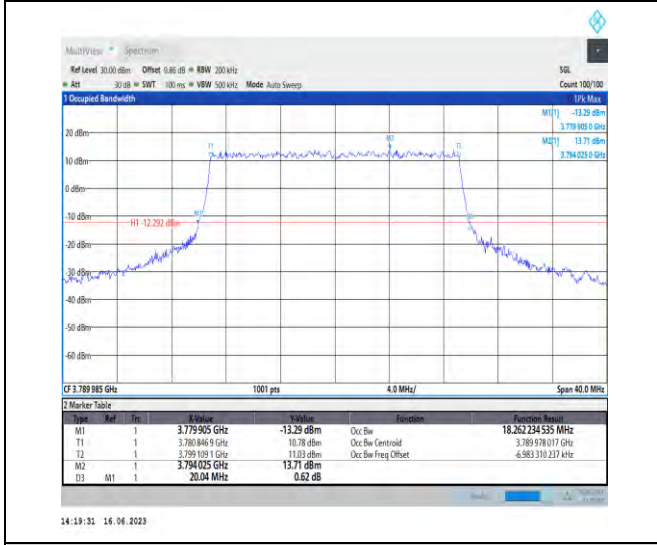 MultiView Spectrum
Ref Level 30.00 dBm Offset 0.86 dB RBW 200 kHz SGL
Att 30 dB SWT 100 ms VBW 500 kHz Mode Auto Sweep Count 100/100
1 Occupied Bandwidth 1Pk Max
M1[1] -13.29 dBm
3.779 905 0 GHz
20 dBm M2[1] 13.71 dBm
3.794 025 0 GHz
T1 M2 T2
10 dBm
0 dBm
-10 dBm M1 D3
H1 -12.292 dBm
-20 dBm
-30 dBm
-40 dBm
-50 dBm
-60 dBm
CF 3.789 985 GHz 1001 pts 4.0 MHz/ Span 40.0 MHz
2 Marker Table
Type Ref Trc X-Value Y-Value Function Function Result
M1 1 3.779 905 GHz -13.29 dBm Occ Bw 18.262 234 535 MHz
T1 1 3.780 846 9 GHz 10.78 dBm Occ Bw Centroid 3.789 978 017 GHz
T2 1 3.799 109 1 GHz 11.03 dBm Occ Bw Freq Offset -6.983 310 237 kHz
M2 1 3.794 025 GHz 13.71 dBm
D3 M1 1 20.04 MHz 0.62 dB
14:19:31 16.06.2023